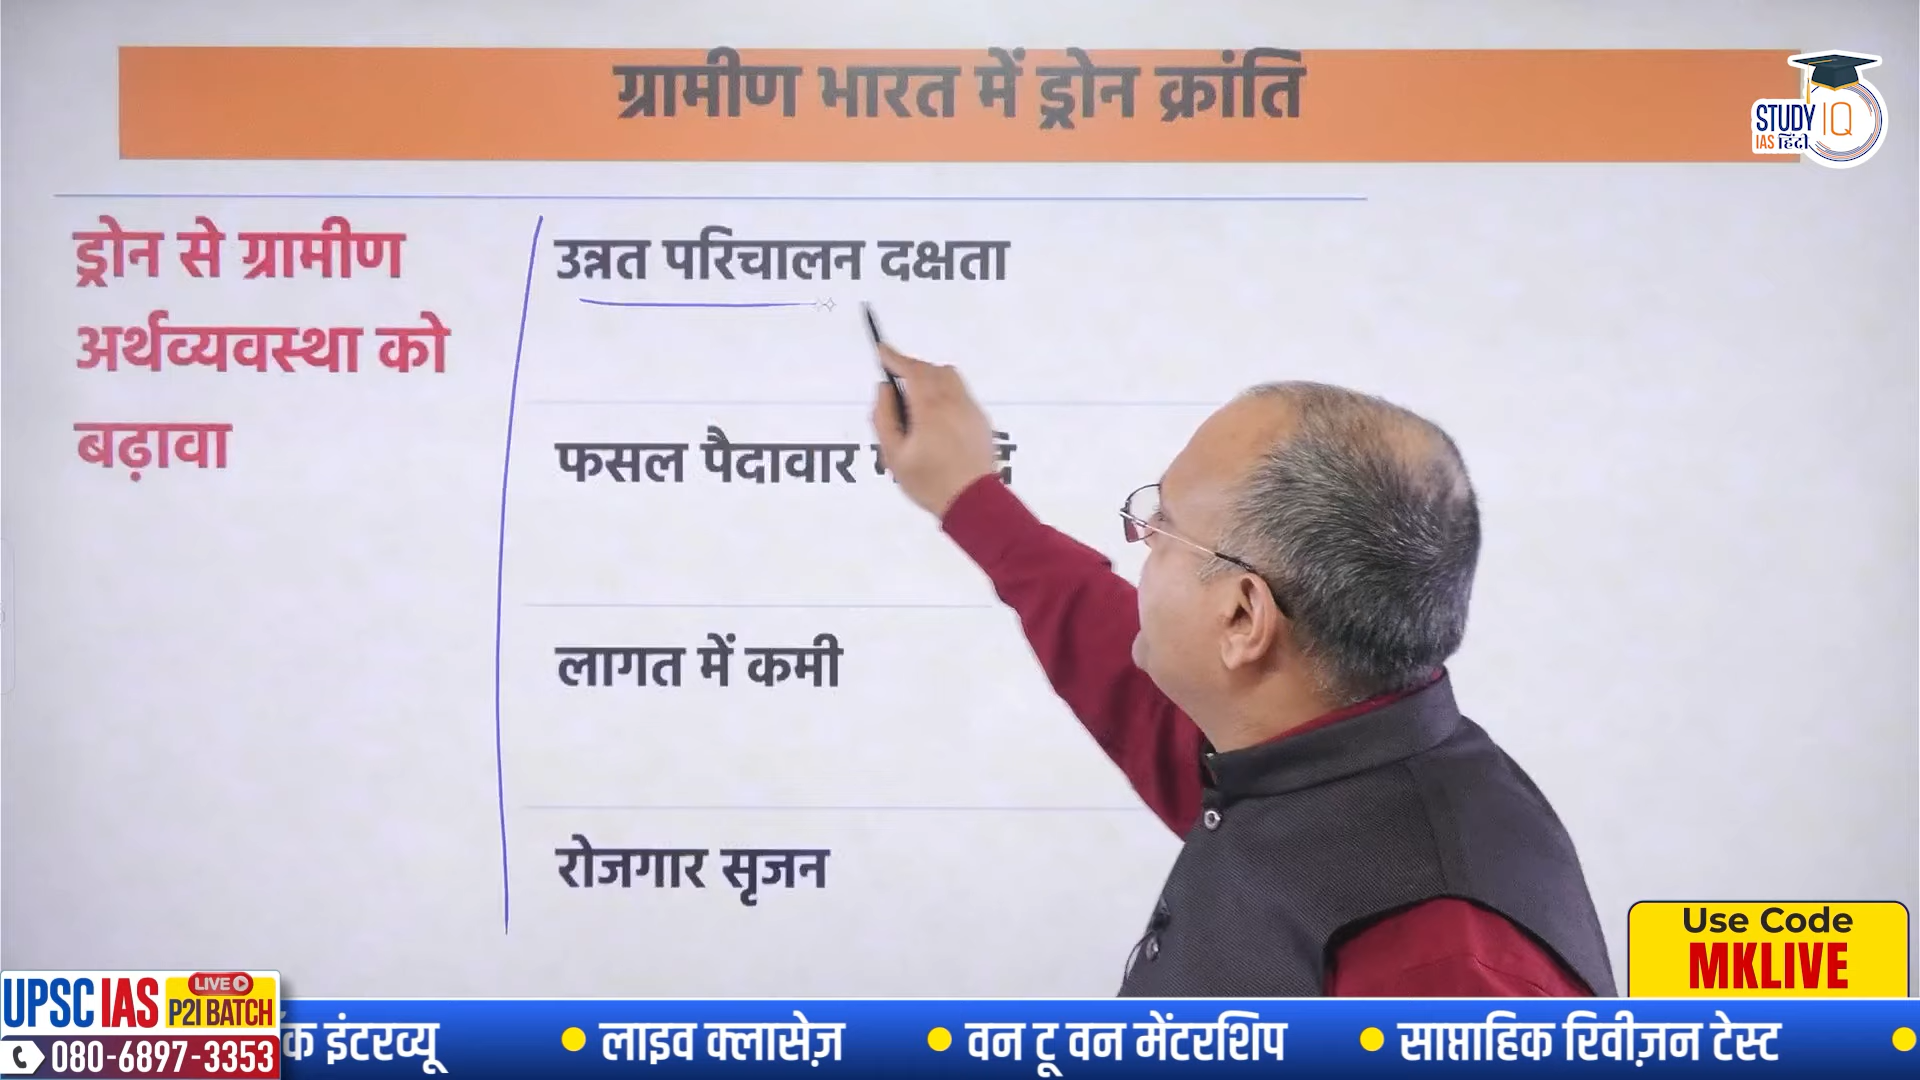 ग्रामीण भारत में ड्रोन क्रांति
STUDY IQ
IAS हिंदी
ड्रोन से ग्रामीण
अर्थव्यवस्था को
बढ़ावा
उन्नत परिचालन दक्षता
फसल पैदावार
लागत में कमी
रोजगार सृजन
Use Code
MKLIVE
UPSC IAS
LIVE
P2I BATCH
080-6897-3353
इंटरव्यू
लाइव क्लासेज़
वन टू वन मेंटरशिप
साप्ताहिक रिवीज़न टेस्ट